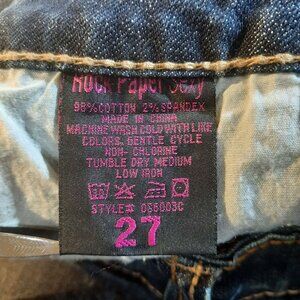 Rock Paper Sexy
98% COTTON 2% SPANDEX
MADE IN CHINA
MACHINE WASH COLD WITH LIKE
COLORS. GENTLE CYCLE
NON- CHLORINE
TUMBLE DRY MEDIUM
LOW IRON
STYLE#
27